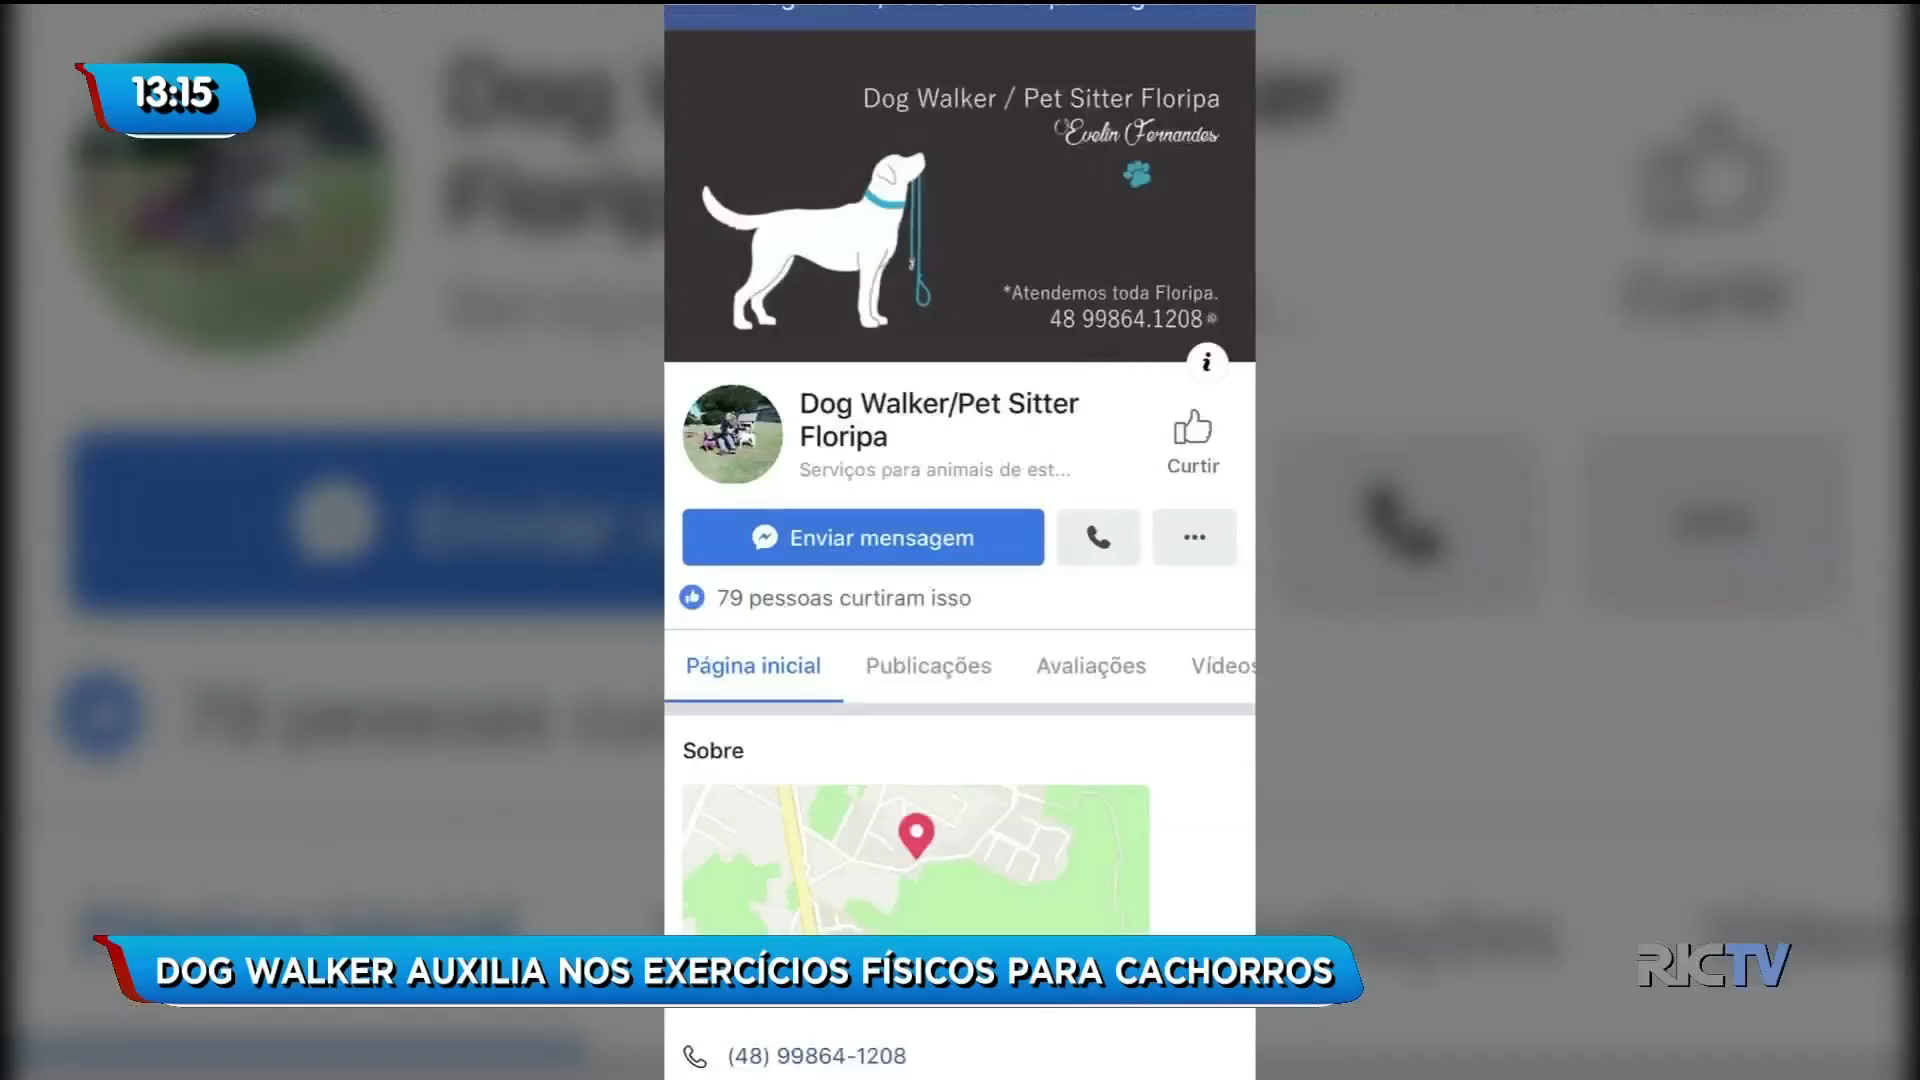 13:15
Dog Walker / Pet Sitter Floripa
Evelin Fernandes
*Atendemos toda Floripa.
48 99864.1208
i
Dog Walker/Pet Sitter
Floripa
Serviços para animais de est...
Curtir
Enviar mensagem
79 pessoas curtiram isso
Página inicial
Publicações
Avaliações
Vídeos
Sobre
DOG WALKER AUXILIA NOS EXERCÍCIOS FÍSICOS PARA CACHORROS
RICTV
(48) 99864-1208